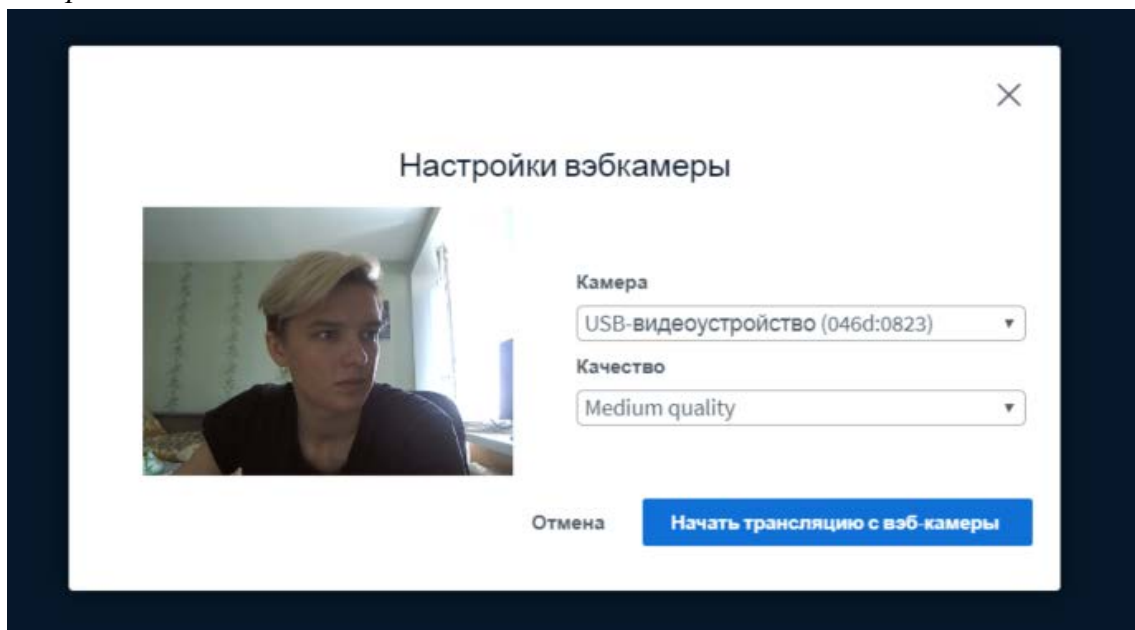 Настройки вэбкамеры
Камера
USB-видеоустройство (046d:0823)
Качество
Medium quality
Отмена
Начать трансляцию с вэб-камеры